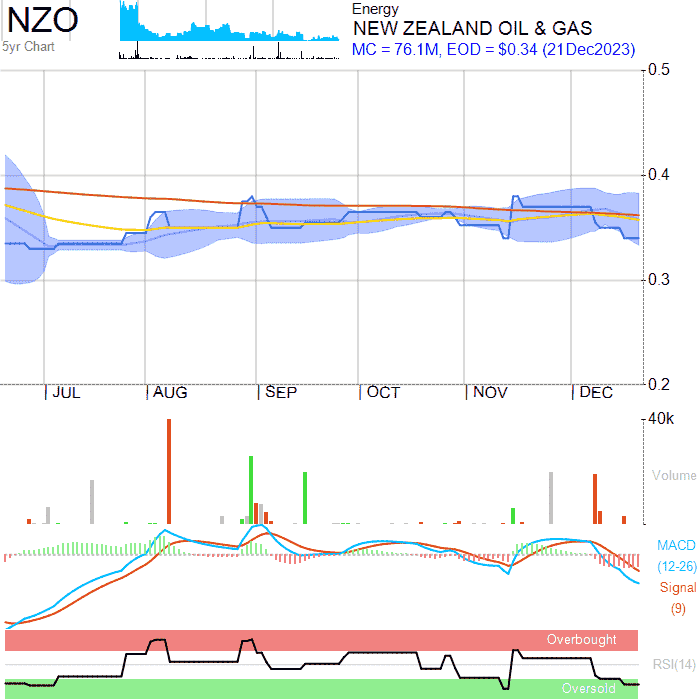 NZO
5yr Chart
Energy
NEW ZEALAND OIL & GAS
MC = 76.1M, EOD = $0.34 (21Dec2023)
0.5
0.4
0.3
0.2
JUL AUG SEP OCT NOV DEC
40k
Volume
MACD
(12-26)
Signal
(9)
Overbought
RSI(14)
Oversold